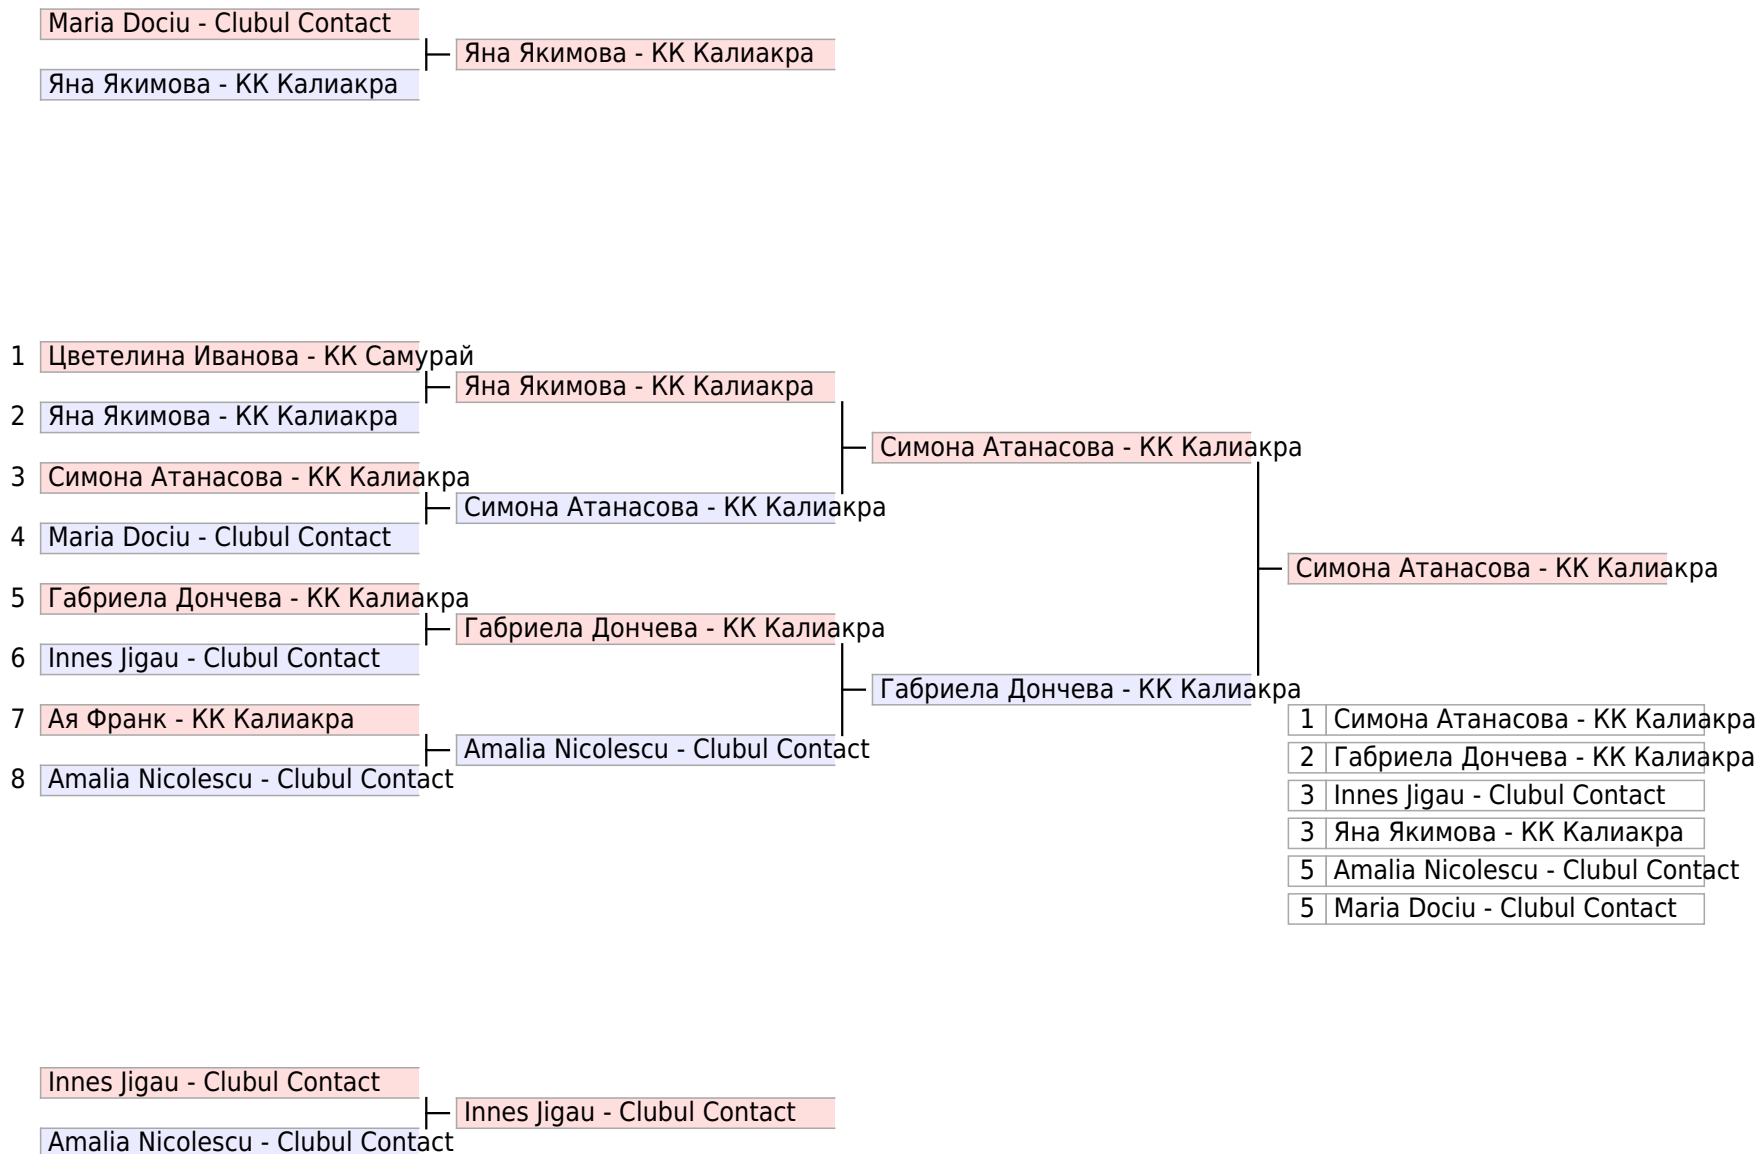 Maria Dociu - Clubul Contact
Яна Якимова - КК Калиакра
Яна Якимова - КК Калиакра
1 Цветелина Иванова - КК Самурай
Яна Якимова - КК Калиакра
2 Яна Якимова - КК Калиакра
Симона Атанасова - КК Калиакра
3 Симона Атанасова - КК Калиакра
Симона Атанасова - КК Калиакра
4 Maria Dociu - Clubul Contact
Симона Атанасова - КК Калиакра
5 Габриела Дончева - КК Калиакра
Габриела Дончева - КК Калиакра
6 Innes Jigau - Clubul Contact
Габриела Дончева - КК Калиакра
7 Ая Франк - КК Калиакра
Amalia Nicolescu - Clubul Contact
8 Amalia Nicolescu - Clubul Contact
1 Симона Атанасова - КК Калиакра
2 Габриела Дончева - КК Калиакра
3 Innes Jigau - Clubul Contact
3 Яна Якимова - КК Калиакра
5 Amalia Nicolescu - Clubul Contact
5 Maria Dociu - Clubul Contact
Innes Jigau - Clubul Contact
Innes Jigau - Clubul Contact
Amalia Nicolescu - Clubul Contact